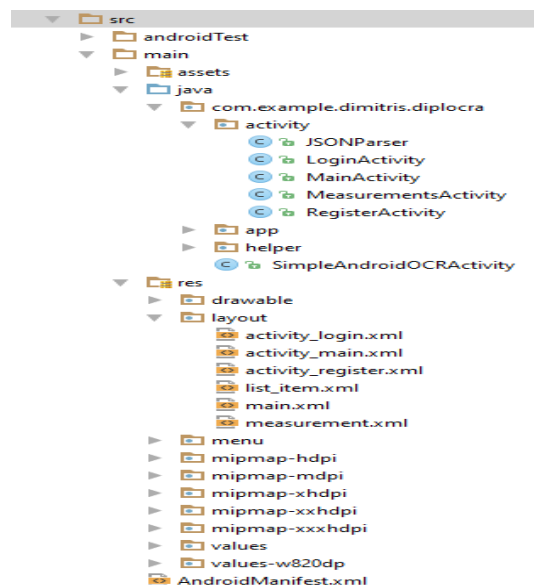 src
androidTest
main
assets
java
com.example.dimitris.diplocra
activity
JSONParser
LoginActivity
MainActivity
MeasurementsActivity
RegisterActivity
app
helper
SimpleAndroidOCRActivity
res
drawable
layout
activity_login.xml
activity_main.xml
activity_register.xml
list_item.xml
main.xml
measurement.xml
menu
mipmap-hdpi
mipmap-mdpi
mipmap-xhdpi
mipmap-xxhdpi
mipmap-xxxhdpi
values
values-w820dp
AndroidManifest.xml